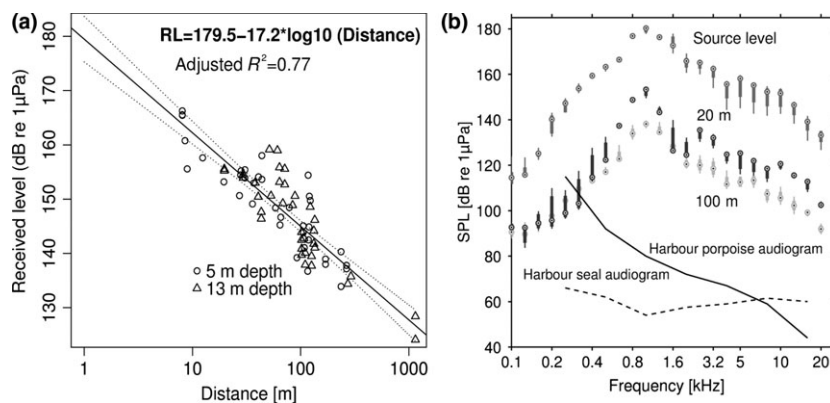 (a)
RL=179.5−17.2*log10 (Distance)
Adjusted R²=0.77
Received level (dB re 1μPa)
180
170
160
150
140
130
5 m depth
13 m depth
1
10
100
1000
Distance [m]
(b)
Source level
20 m
100 m
Harbour porpoise audiogram
Harbour seal audiogram
SPL [dB re 1μPa]
180
160
140
120
100
80
60
40
0.1 0.2 0.4 0.8 1.6 3.2 5 10 20
Frequency [kHz]